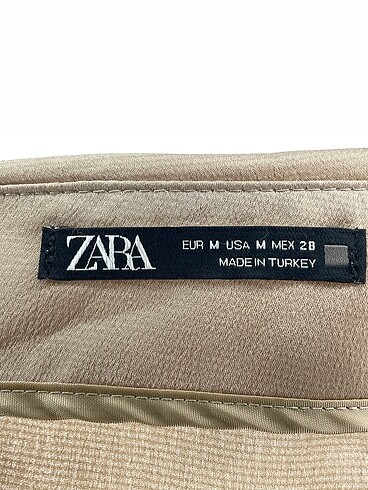 ZARA
EUR M USA M MEX 28
MADE IN TURKEY